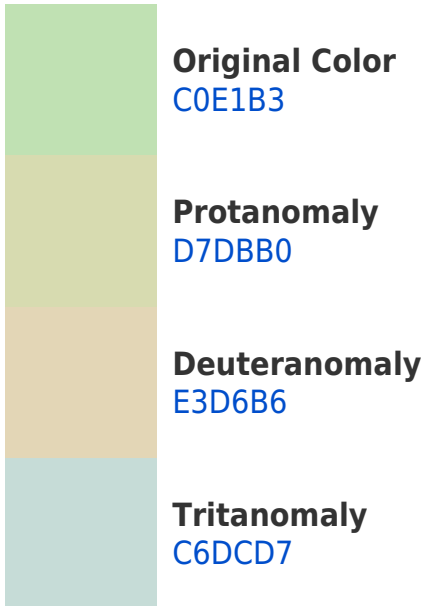 Original Color
C0E1B3
Protanomaly
D7DBB0
Deuteranomaly
E3D6B6
Tritanomaly
C6DCD7